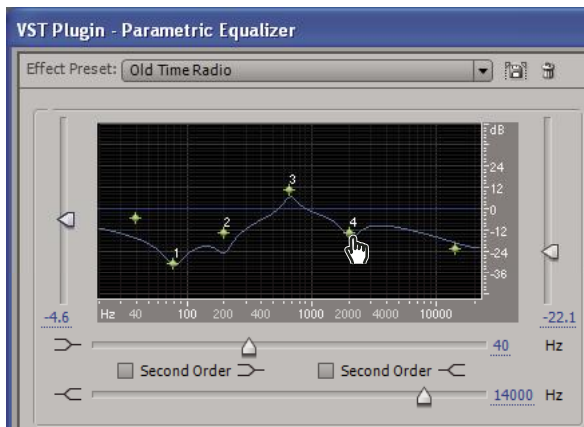 VST Plugin - Parametric Equalizer
Effect Preset: Old Time Radio
dB
24
12
0
-12
-24
-36
1
2
3
4
Hz 40 100 200 400 1000 2000 4000 10000
-4.6
-22.1
40 Hz
Second Order
Second Order
14000 Hz